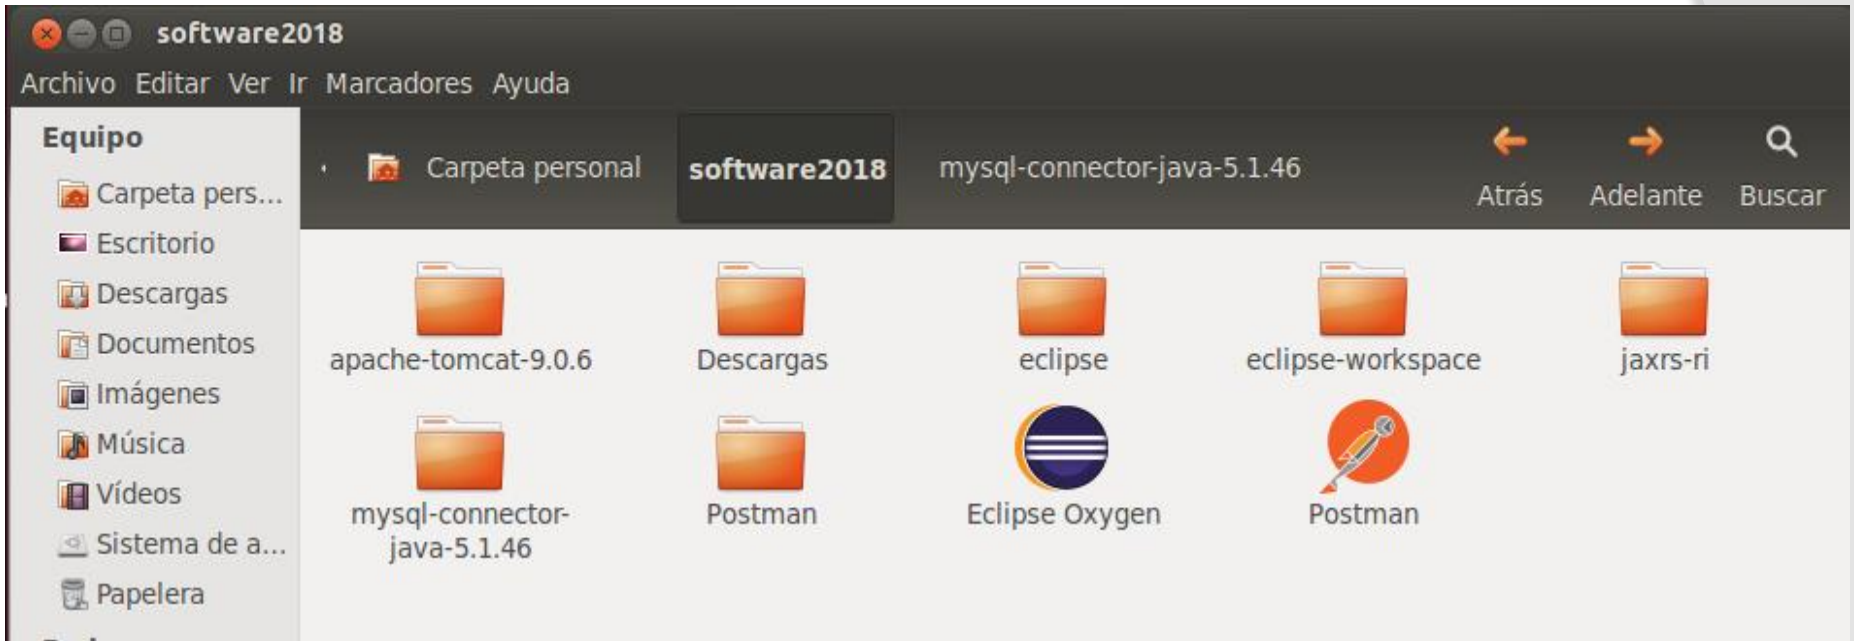 software2018
Archivo Editar Ver Ir Marcadores Ayuda
Equipo
Carpeta pers...
Escritorio
Descargas
Documentos
Imágenes
Música
Vídeos
Sistema de a...
Papelera
Carpeta personal software2018 mysql-connector-java-5.1.46
Atrás Adelante Buscar
apache-tomcat-9.0.6 Descargas eclipse eclipse-workspace jaxrs-ri
mysql-connector-
java-5.1.46
Postman Eclipse Oxygen Postman